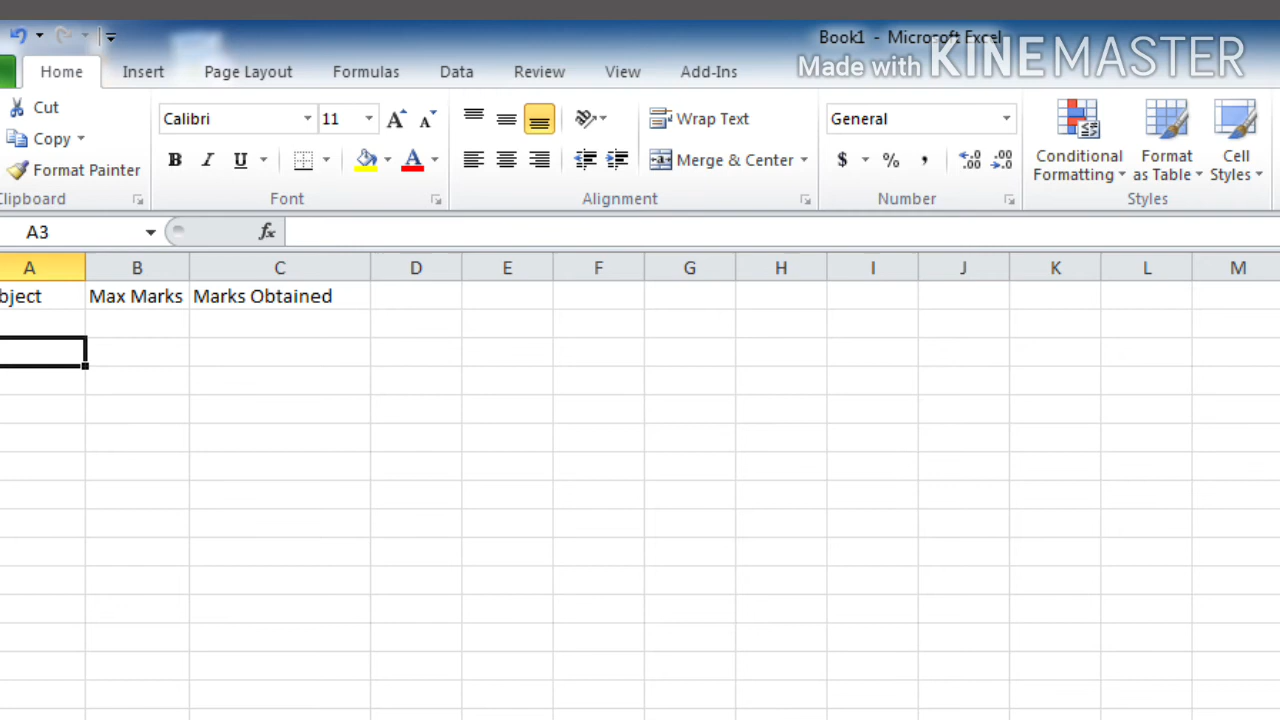 Book1 - Microsoft Excel
Made with KINEMASTER
Home Insert Page Layout Formulas Data Review View Add-Ins
Cut
Copy
Format Painter
Calibri 11
B I U A
Wrap Text
Merge & Center
General
$ % ,
Conditional Formatting
Format as Table
Cell Styles
Clipboard Font Alignment Number Styles
A3 fx
A B C D E F G H I J K L M
bject Max Marks Marks Obtained